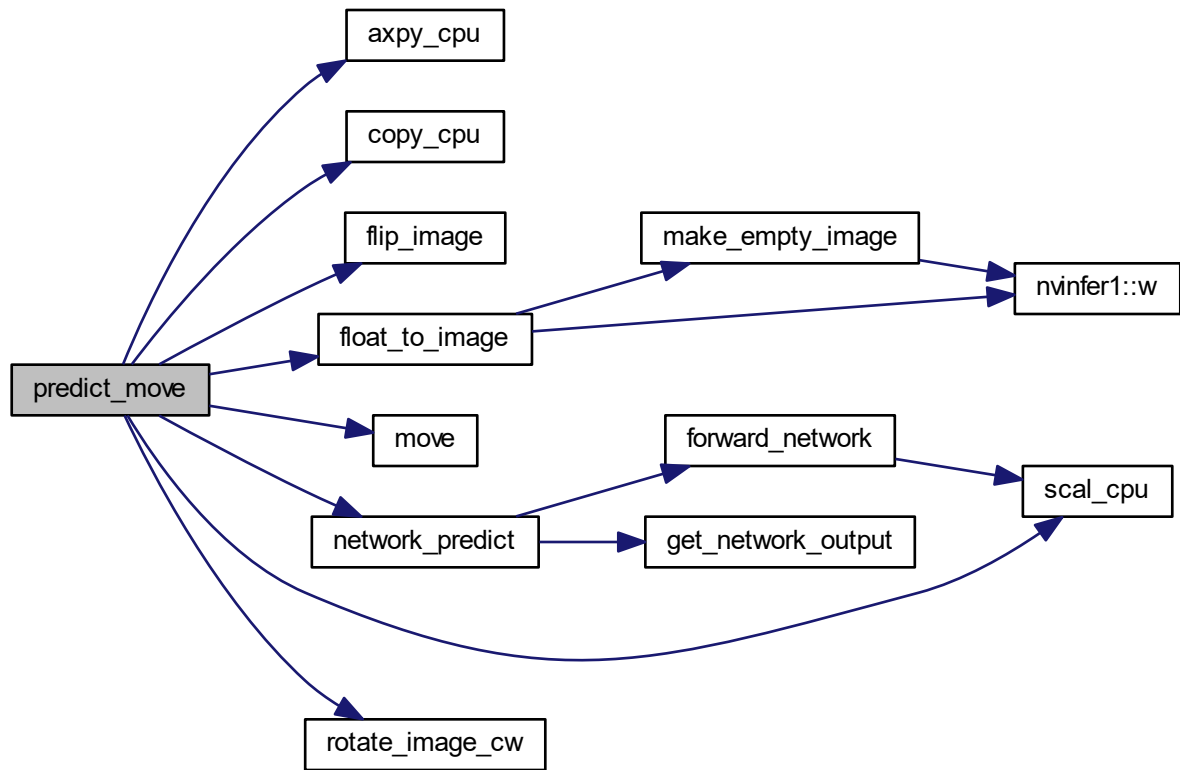 axpy_cpu
copy_cpu
flip_image
make_empty_image
nvinfer1::w
float_to_image
predict_move
move
forward_network
scal_cpu
network_predict
get_network_output
rotate_image_cw